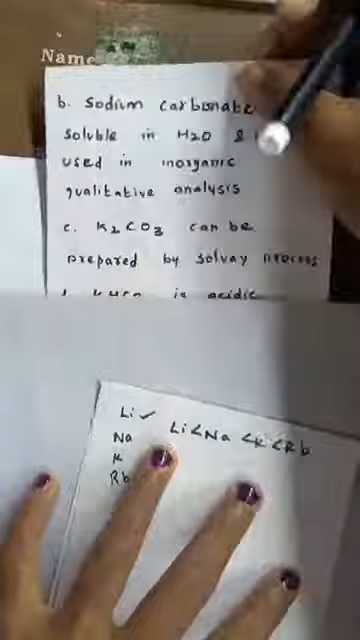 Name
b. Sodium carbonate
soluble in H2O &
used in inorganic
qualitative analysis
c. K2CO3 can be
prepared by solvay process
is acidic
Li ✓
Li < Na < K < Rb
Na
K
Rb